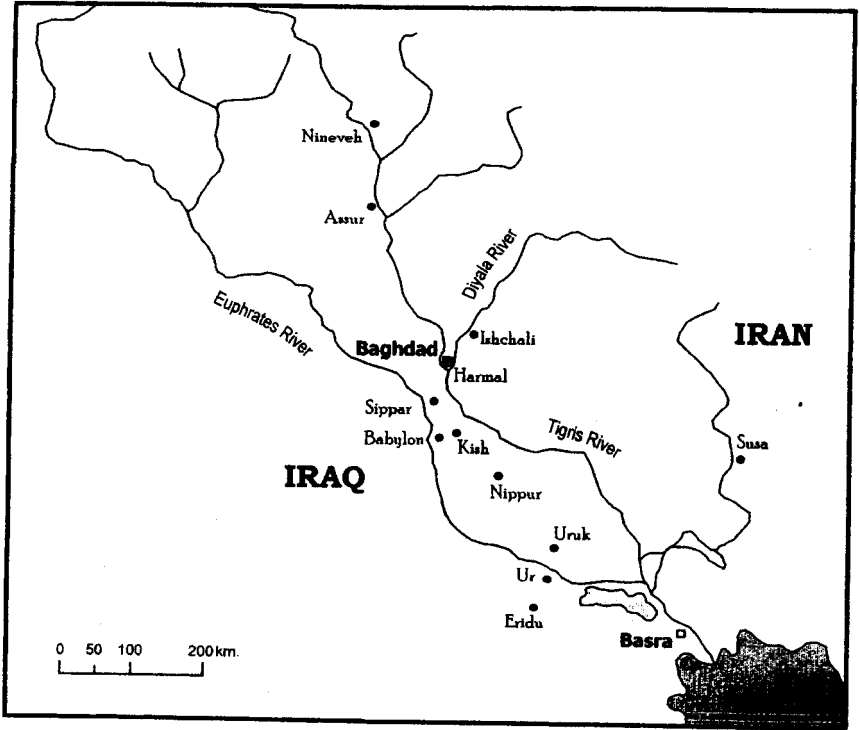 Nineveh
Assur
Diyala River
Euphrates River
Ishchali
IRAN
Baghdad
Harmal
Sippar
Tigris River
Babylon
Kish
Susa
IRAQ
Nippur
Uruk
Ur
Eridu
Basra
0 50 100 200 km.